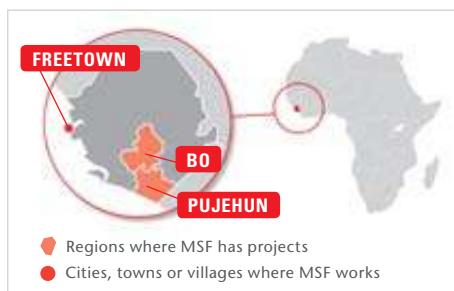 FREETOWN
BO
PUJEHUN
Regions where MSF has projects
Cities, towns or villages where MSF works